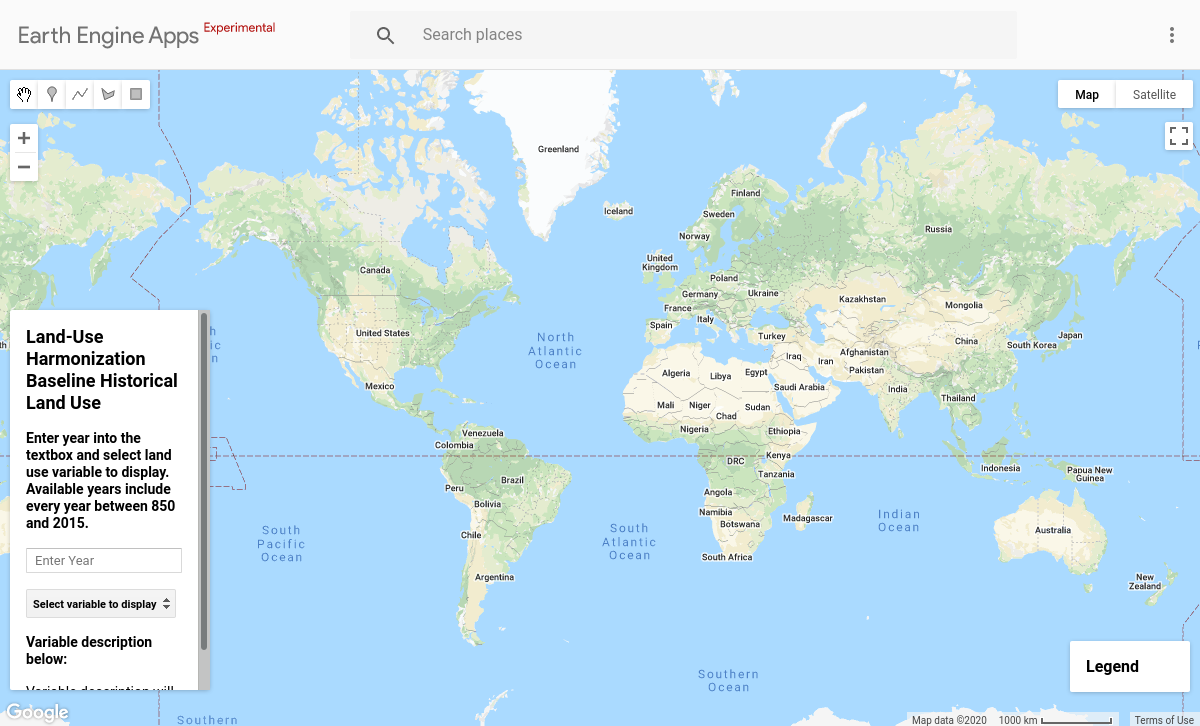 Earth Engine Apps Experimental
Search places
Map
Satellite
+
−
Greenland
Iceland
Finland
Sweden
Norway
Russia
United
Kingdom
Canada
Poland
Germany
Ukraine
France
Kazakhstan
Mongolia
Italy
Spain
United States
Turkey
Japan
China
South Korea
North
Atlantic
Ocean
Iraq
Iran
Afghanistan
Pakistan
Algeria
Libya
Egypt
Saudi Arabia
India
Mexico
Mali
Niger
Chad
Sudan
Thailand
Nigeria
Ethiopia
Venezuela
Colombia
DRC
Kenya
Indonesia
Papua New
Guinea
Tanzania
Peru
Brazil
Angola
Bolivia
Namibia
Botswana
Madagascar
Indian
Ocean
Australia
South
Pacific
Ocean
South
Atlantic
Ocean
Chile
South Africa
Argentina
New
Zealand
Southern
Ocean
Southern
Land-Use
Harmonization
Baseline Historical
Land Use
Enter year into the
textbox and select land
use variable to display.
Available years include
every year between 850
and 2015.
Enter Year
Select variable to display
Variable description
below:
Variable description will
Legend
Google
Map data ©2020
1000 km
Terms of Use